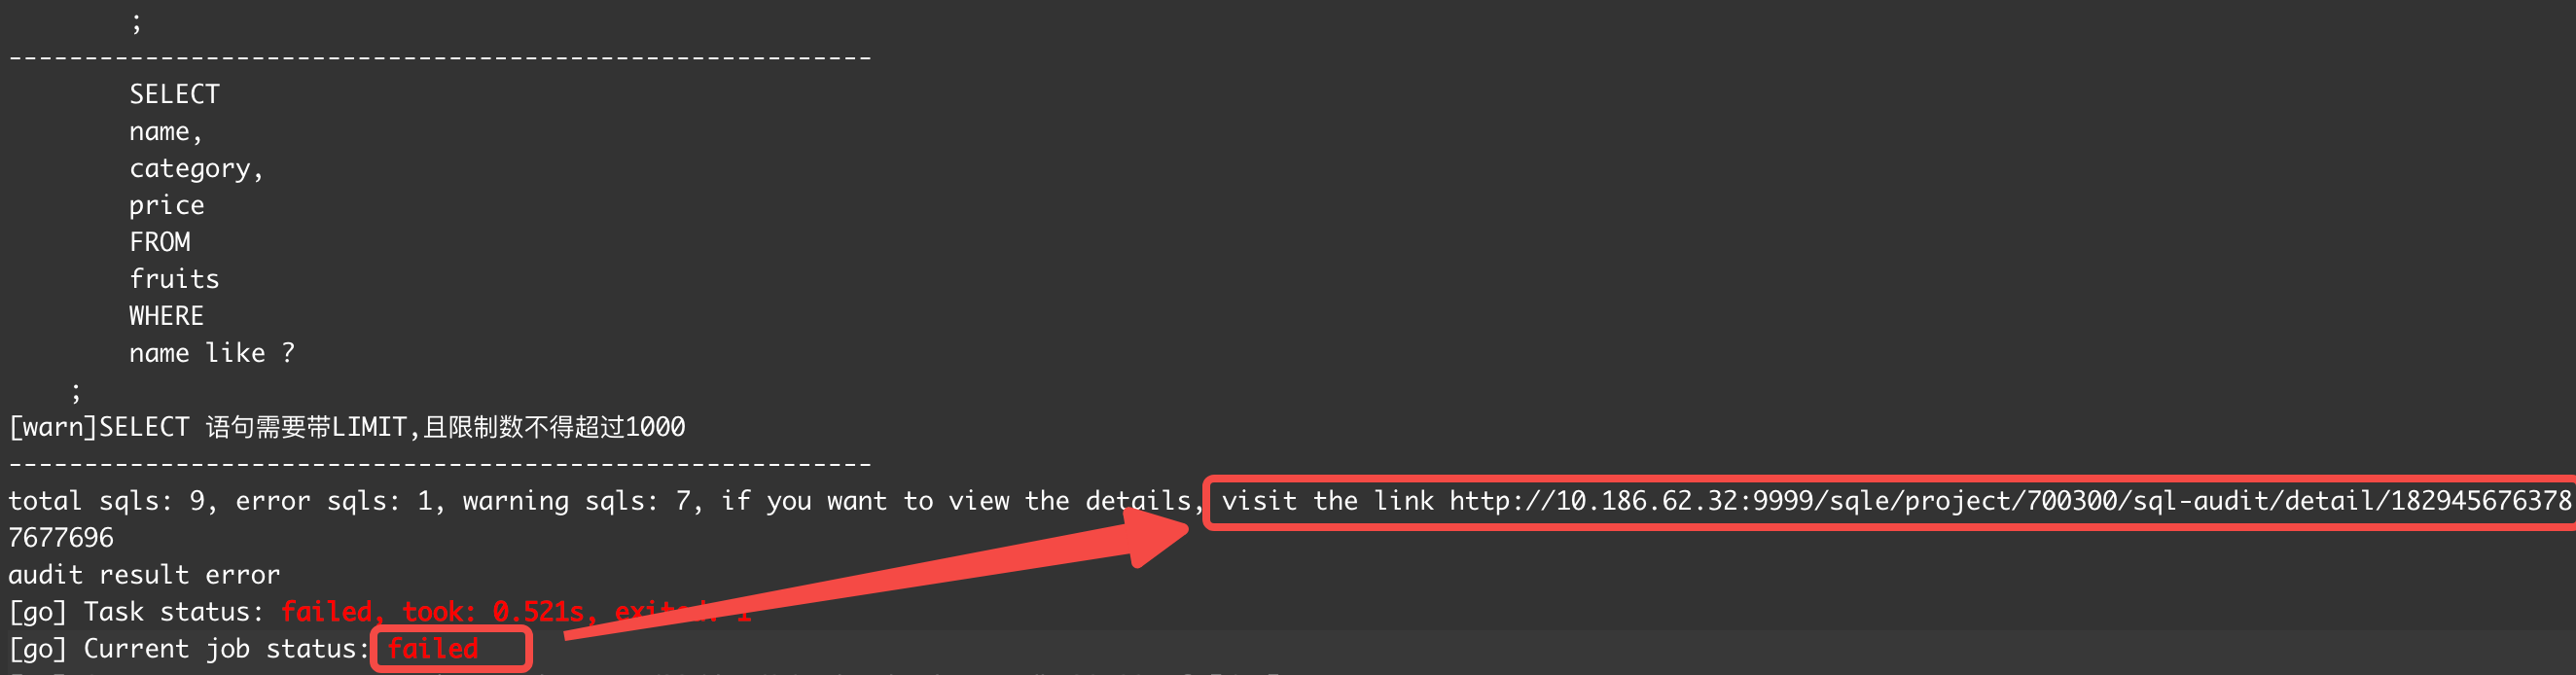 ;
---------------------------------------------------------
SELECT
name,
category,
price
FROM
fruits
WHERE
name like ?
;
[warn]SELECT 语句需要带LIMIT,且限制数不得超过1000
---------------------------------------------------------
total sqls: 9, error sqls: 1, warning sqls: 7, if you want to view the details, visit the link http://10.186.62.32:9999/sqle/project/700300/sql-audit/detail/182945676378
7677696
audit result error
[go] Task status: failed, took: 0.521s, exited: 1
[go] Current job status: failed